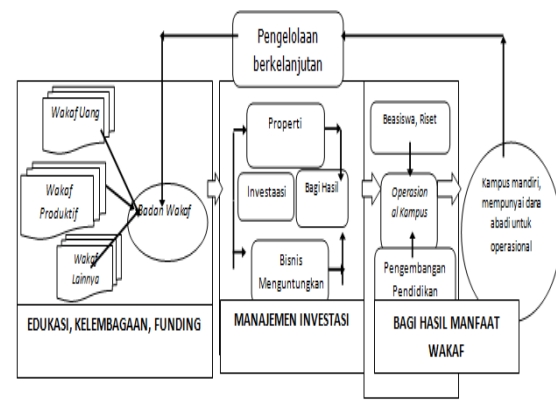 Pengelolaan
berkelanjutan
Wakaf Uang
Wakaf
Produktif
Wakaf
Lainnya
Badan Wakaf
EDUKASI, KELEMBAGAAN, FUNDING
Properti
Investaasi
Bagi Hasil
Bisnis
Menguntungkan
MANAJEMEN INVESTASI
Beasiswa, Riset
Operasion
al Kampus
Pengembangan
Pendidikan
BAGI HASIL MANFAAT
WAKAF
Kampus mandiri,
mempunyai dana
abadi untuk
operasional